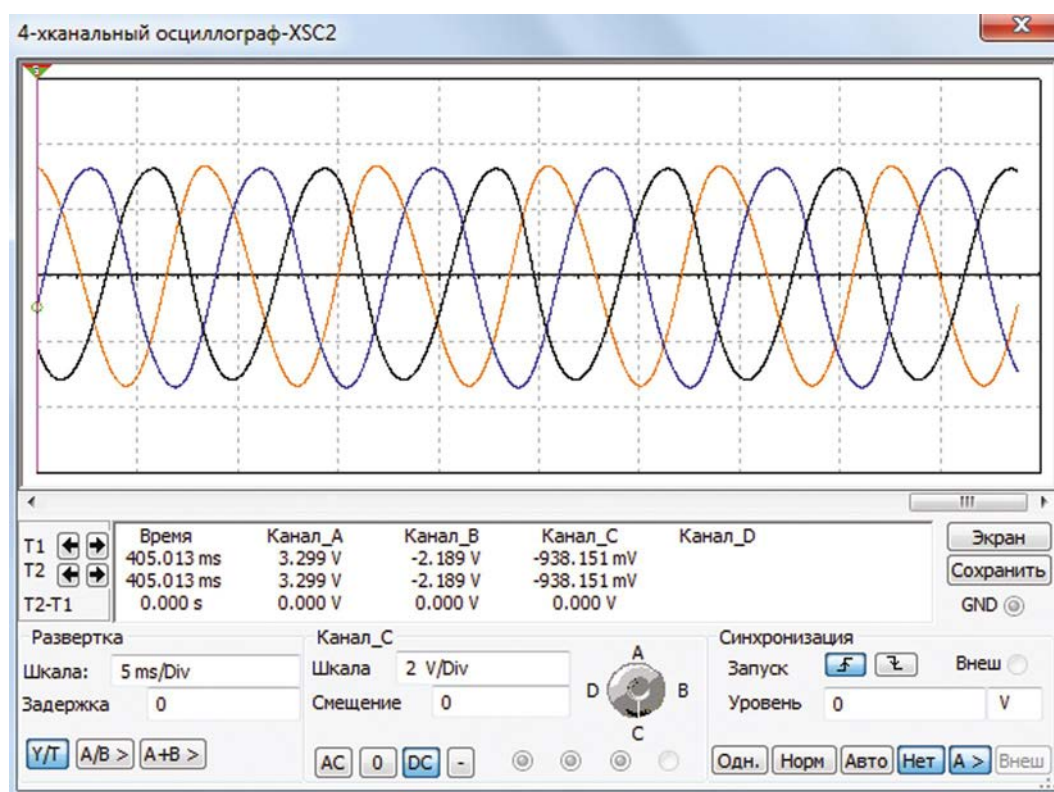 4-хканальный осциллограф-XSC2
Время Канал_A Канал_B Канал_C Канал_D
T1 405.013 ms 3.299 V -2.189 V -938.151 mV
T2 405.013 ms 3.299 V -2.189 V -938.151 mV
T2-T1 0.000 s 0.000 V 0.000 V 0.000 V
Экран
Сохранить
GND
Развертка
Шкала: 5 ms/Div
Задержка 0
Y/T A/B > A+B >
Канал_C
Шкала 2 V/Div
Смещение 0
AC 0 DC -
A
D B
C
Синхронизация
Запуск Внеш
Уровень 0 V
Одн. Норм Авто Нет A > Внеш